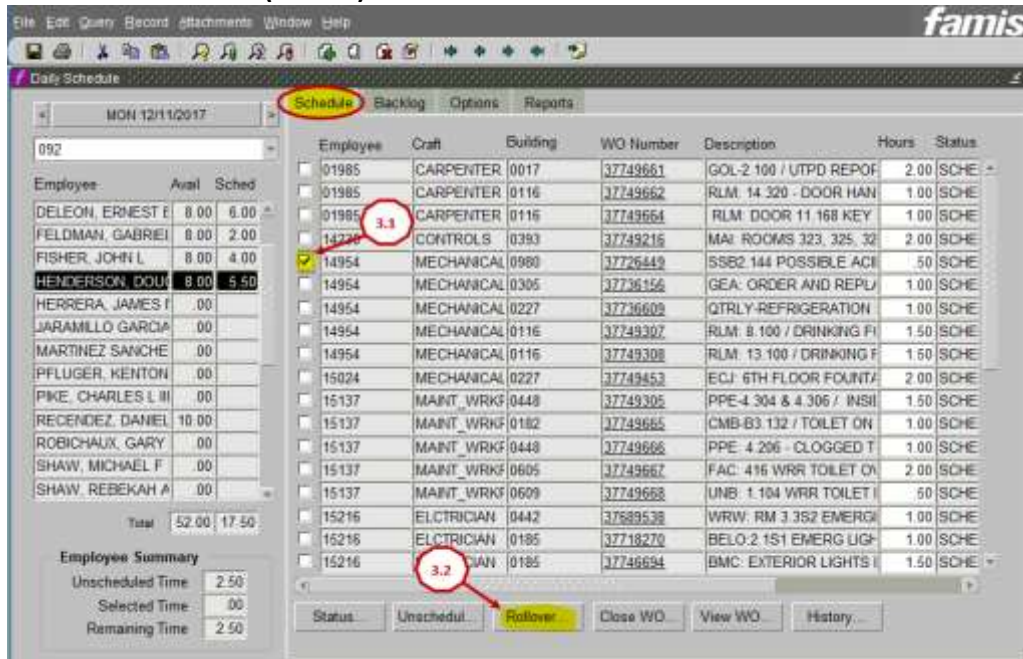 File Edit Query Record Attachments Window Help
famis
Daily Schedule
MON 12/11/2017
092
Employee Avail Sched
DELEON, ERNEST E 8.00 6.00
FELDMAN, GABRIEL 8.00 2.00
FISHER, JOHN L 8.00 4.00
HENDERSON, DOU 8.00 5.50
HERRERA, JAMES .00
JARAMILLO GARCIA .00
MARTINEZ SANCHE .00
PFLUGER, KENTON .00
PIKE, CHARLES L III .00
RECENDEZ, DANIEL 10.00
ROBICHAUX, GARY .00
SHAW, MICHAEL F .00
SHAW, REBEKAH A .00
Total 52.00 17.50
Employee Summary
Unscheduled Time 2.50
Selected Time .00
Remaining Time 2.50
Schedule Backlog Options Reports
Employee Craft Building WO Number Description Hours Status
01985 CARPENTER 0017 37749661 GOL-2.100 / UTPD REPOF 2.00 SCHE
01985 CARPENTER 0116 37749662 RLM: 14.320 - DOOR HAN 1.00 SCHE
01985 CARPENTER 0116 37749664 RLM: DOOR 11.168 KEY 1.00 SCHE
3.1
CONTROLS 0393 37749216 MAI: ROOMS 323, 325, 32 2.00 SCHE
14954 MECHANICAL 0980 37726449 SSB2.144 POSSIBLE ACI .50 SCHE
14954 MECHANICAL 0305 37736156 GEA: ORDER AND REPL 1.00 SCHE
14954 MECHANICAL 0227 37736609 QTRLY-REFRIGERATION 1.00 SCHE
14954 MECHANICAL 0116 37749307 RLM: 8.100 / DRINKING F 1.50 SCHE
14954 MECHANICAL 0116 37749308 RLM: 13.100 / DRINKING F 1.50 SCHE
15024 MECHANICAL 0227 37749453 ECJ: 6TH FLOOR FOUNTA 2.00 SCHE
15137 MAINT_WRKF 0448 37749305 PPE-4.304 & 4.306 / INSI 1.50 SCHE
15137 MAINT_WRKF 0182 37749665 CMB-B3.132 / TOILET ON 1.00 SCHE
15137 MAINT_WRKF 0448 37749666 PPE: 4.206 - CLOGGED T 1.00 SCHE
15137 MAINT_WRKF 0605 37749667 FAC: 416 WRR TOILET OV 2.00 SCHE
15137 MAINT_WRKF 0609 37749668 UNB: 1.104 WRR TOILET .50 SCHE
15216 ELCTRICIAN 0442 37689538 WRW: RM 3.352 EMERG 1.00 SCHE
15216 ELCTRICIAN 0185 37718270 BELO:2.1S1 EMERG LIGH 1.00 SCHE
15216 CIAN 0185 37746694 BMC: EXTERIOR LIGHTS 1.50 SCHE
3.2
Status... Unschedul... Rollover... Close WO... View WO... History...